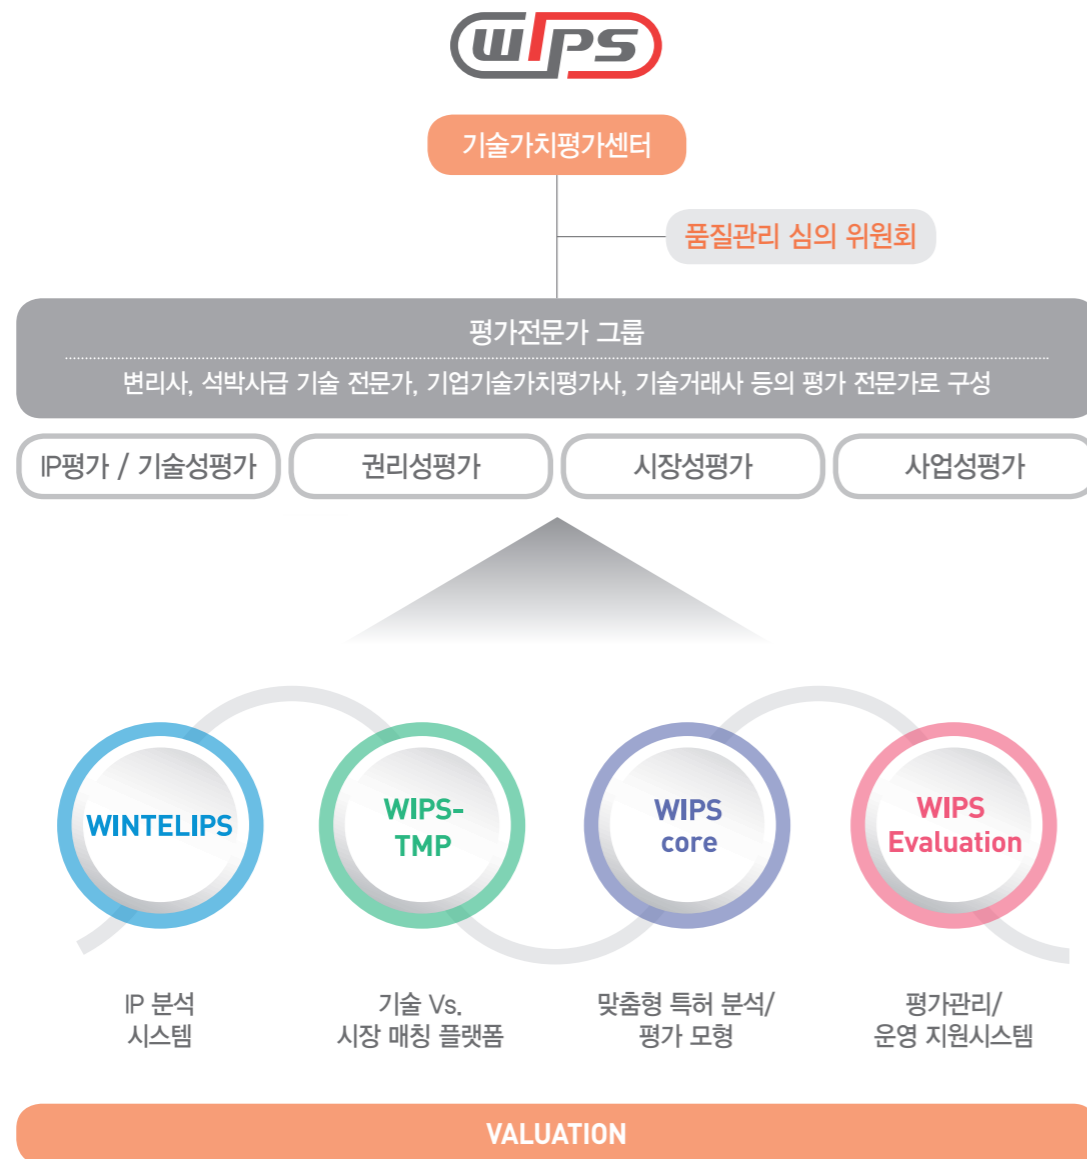 WIPS
기술가치평가센터
품질관리 심의 위원회
평가전문가 그룹
변리사, 석박사급 기술 전문가, 기업기술가치평가사, 기술거래사 등의 평가 전문가로 구성
IP평가 / 기술성평가
권리성평가
시장성평가
사업성평가
WINTELIPS
WIPS-
TMP
WIPS
core
WIPS
Evaluation
IP 분석
시스템
기술 Vs.
시장 매칭 플랫폼
맞춤형 특허 분석/
평가 모형
평가관리/
운영 지원시스템
VALUATION